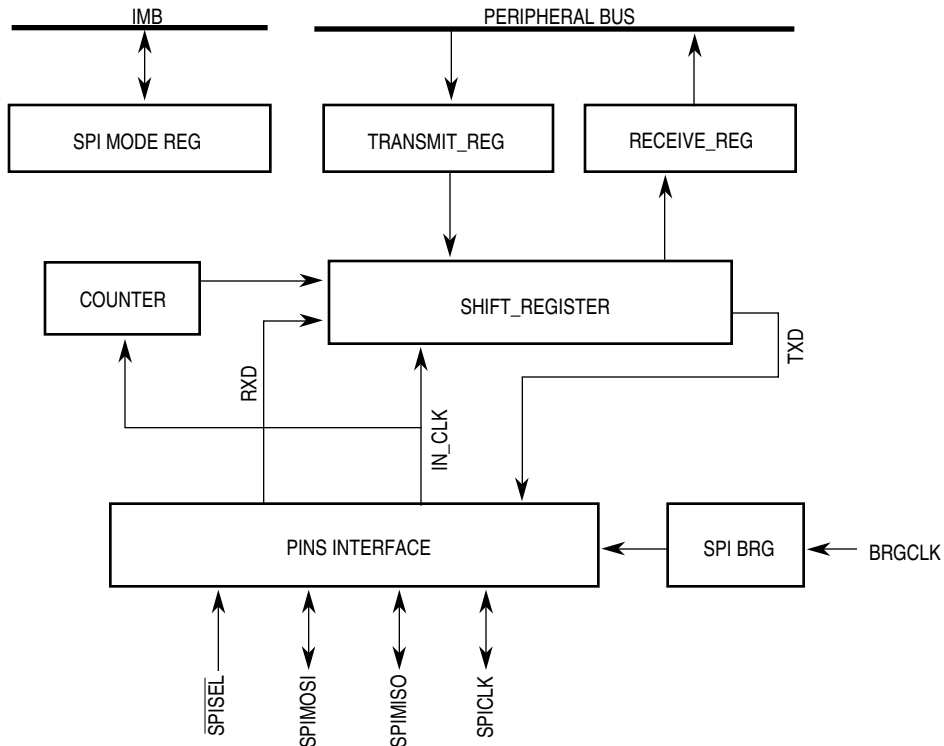 IMB
PERIPHERAL BUS
SPI MODE REG
TRANSMIT_REG
RECEIVE_REG
COUNTER
SHIFT_REGISTER
RXD
IN_CLK
TXD
PINS INTERFACE
SPI BRG
BRGCLK
SPISEL
SPIMOSI
SPIMISO
SPICLK